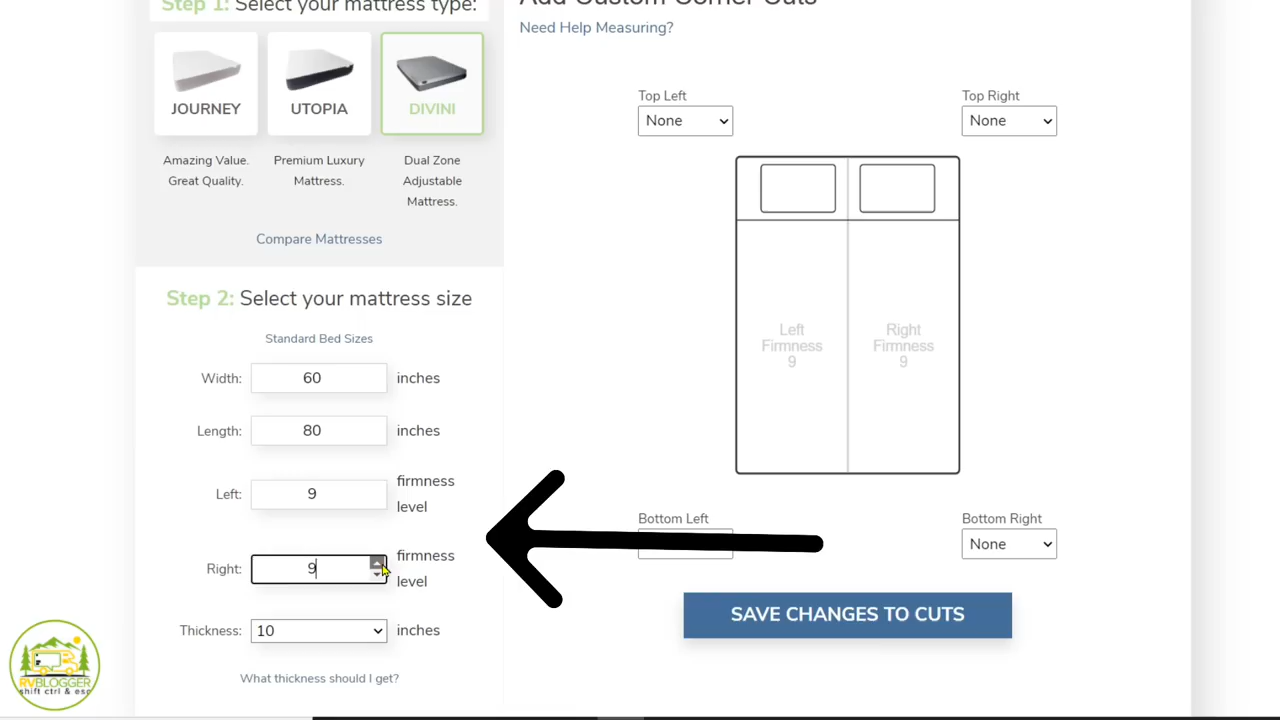 Step 1: Select your mattress type:
JOURNEY
UTOPIA
DIVINI
Amazing Value.
Great Quality.
Premium Luxury
Mattress.
Dual Zone
Adjustable
Mattress.
Compare Mattresses
Step 2: Select your mattress size
Standard Bed Sizes
Width: 60 inches
Length: 80 inches
Left: 9 firmness
level
Right: 9 firmness
level
Thickness: 10 inches
What thickness should I get?
Add Custom Corner Cuts
Need Help Measuring?
Top Left
None
Top Right
None
Left
Firmness
9
Right
Firmness
9
Bottom Left
Bottom Right
None
SAVE CHANGES TO CUTS
RVBLOGGER
shift ctrl & esc